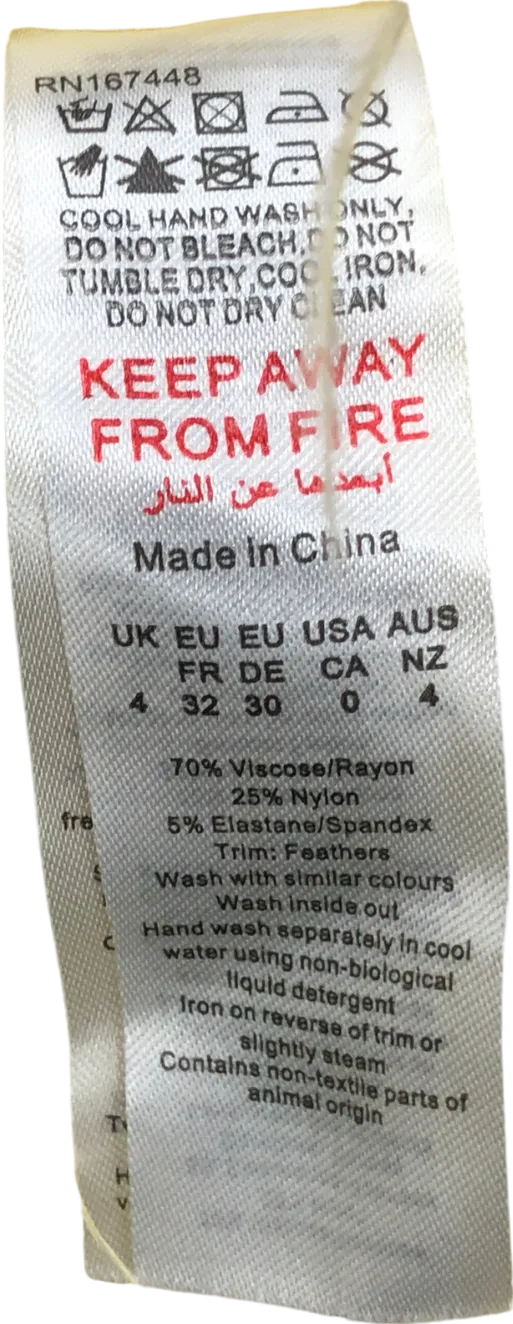 RN167448
COOL HAND WASH ONLY,
DO NOT BLEACH, DO NOT
TUMBLE DRY, COOL IRON,
DO NOT DRY CLEAN
KEEP AWAY
FROM FIRE
أبعدها عن النار
Made In China
UK EU EU USA AUS
FR DE CA NZ
4 32 30 0 4
70% Viscose/Rayon
25% Nylon
5% Elastane/Spandex
Trim: Feathers
Wash with similar colours
Wash inside out
Hand wash separately in cool
water using non-biological
liquid detergent
Iron on reverse of trim or
slightly steam
Contains non-textile parts of
animal origin